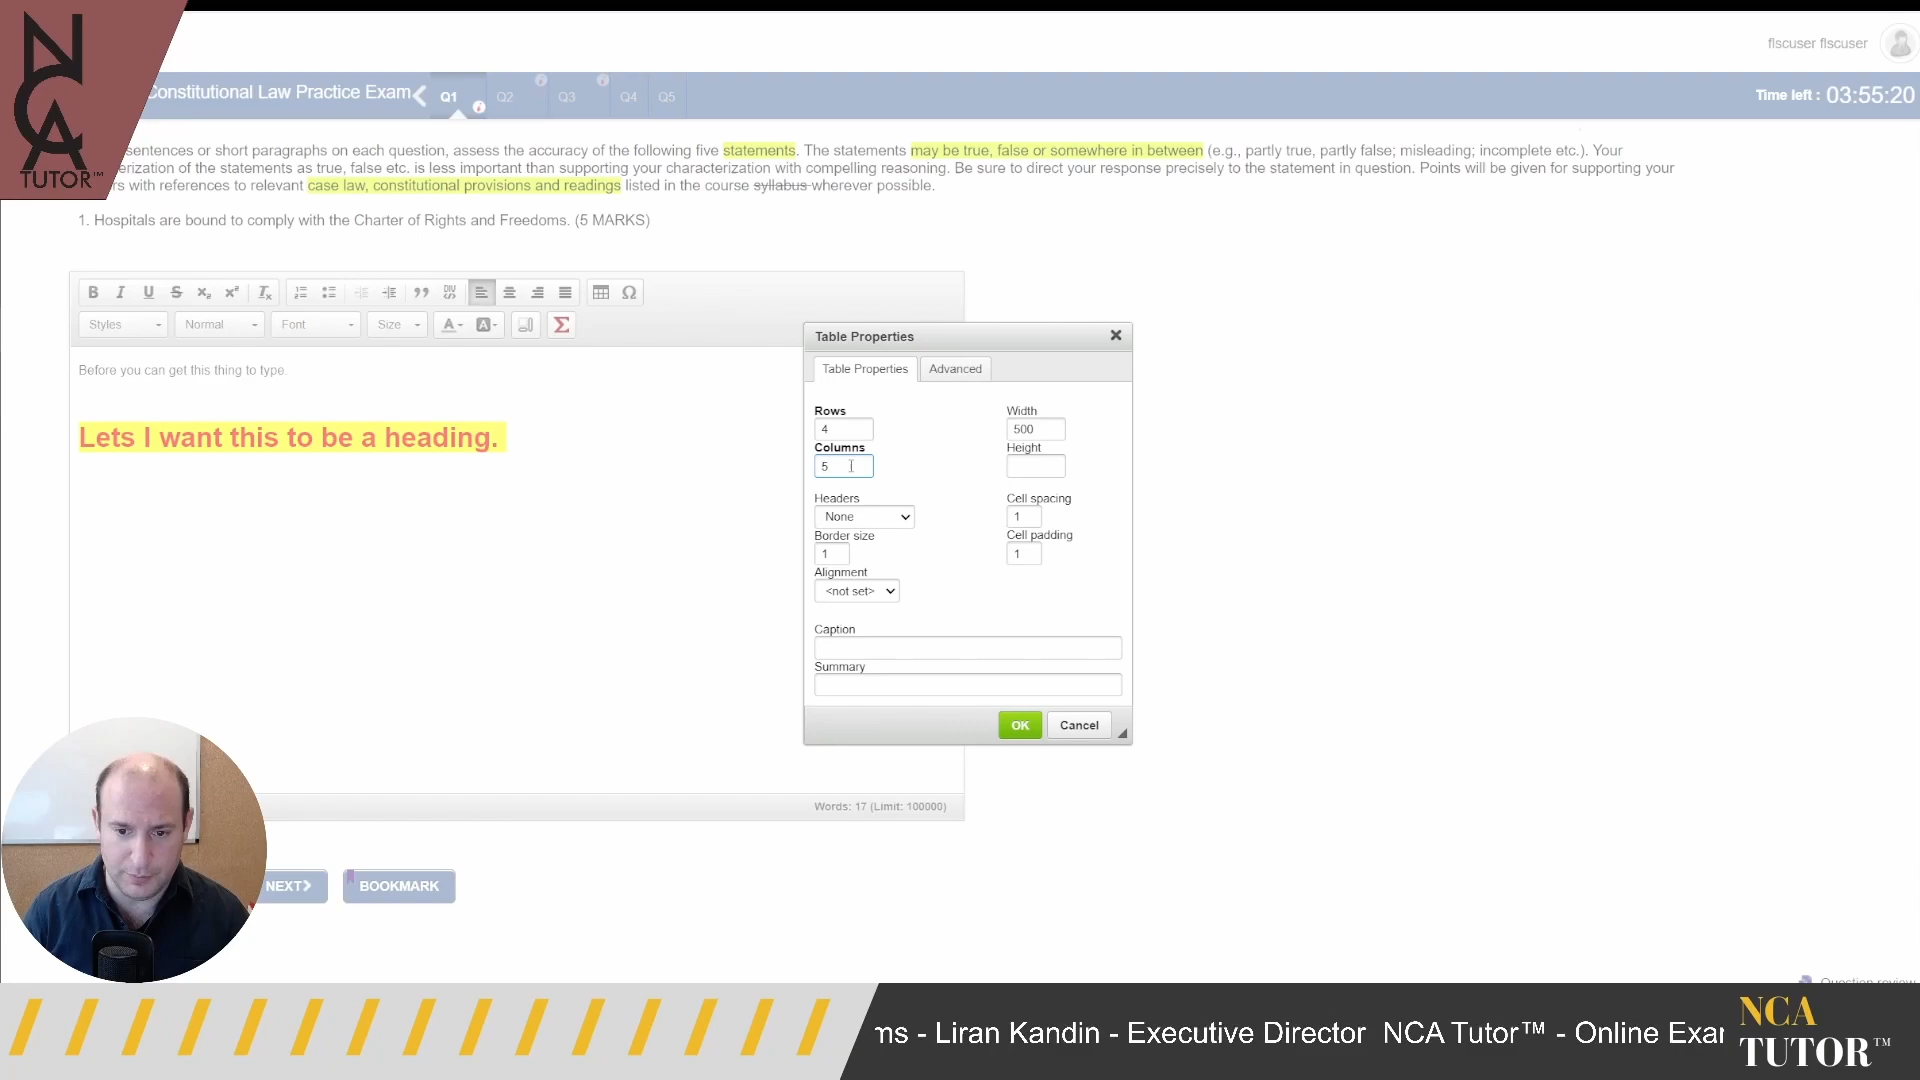 NCA
TUTOR™
flscuser flscuser
Constitutional Law Practice Exam
Q1
Q2
Q3
Q4
Q5
Time left : 03:55:20
sentences or short paragraphs on each question, assess the accuracy of the following five statements. The statements may be true, false or somewhere in between (e.g., partly true, partly false; misleading; incomplete etc.). Your
erization of the statements as true, false etc. is less important than supporting your characterization with compelling reasoning. Be sure to direct your response precisely to the statement in question. Points will be given for supporting your
rs with references to relevant case law, constitutional provisions and readings listed in the course syllabus wherever possible.
1. Hospitals are bound to comply with the Charter of Rights and Freedoms. (5 MARKS)
Styles
Normal
Font
Size
Before you can get this thing to type.
Lets I want this to be a heading.
Table Properties
Table Properties
Advanced
Rows
4
Columns
5
Headers
None
Border size
1
Alignment
<not set>
Width
500
Height
Cell spacing
1
Cell padding
1
Caption
Summary
OK
Cancel
Words: 17 (Limit: 100000)
NEXT
BOOKMARK
Question review
ms - Liran Kandin - Executive Director NCA Tutor™ - Online Exar
NCA
TUTOR™